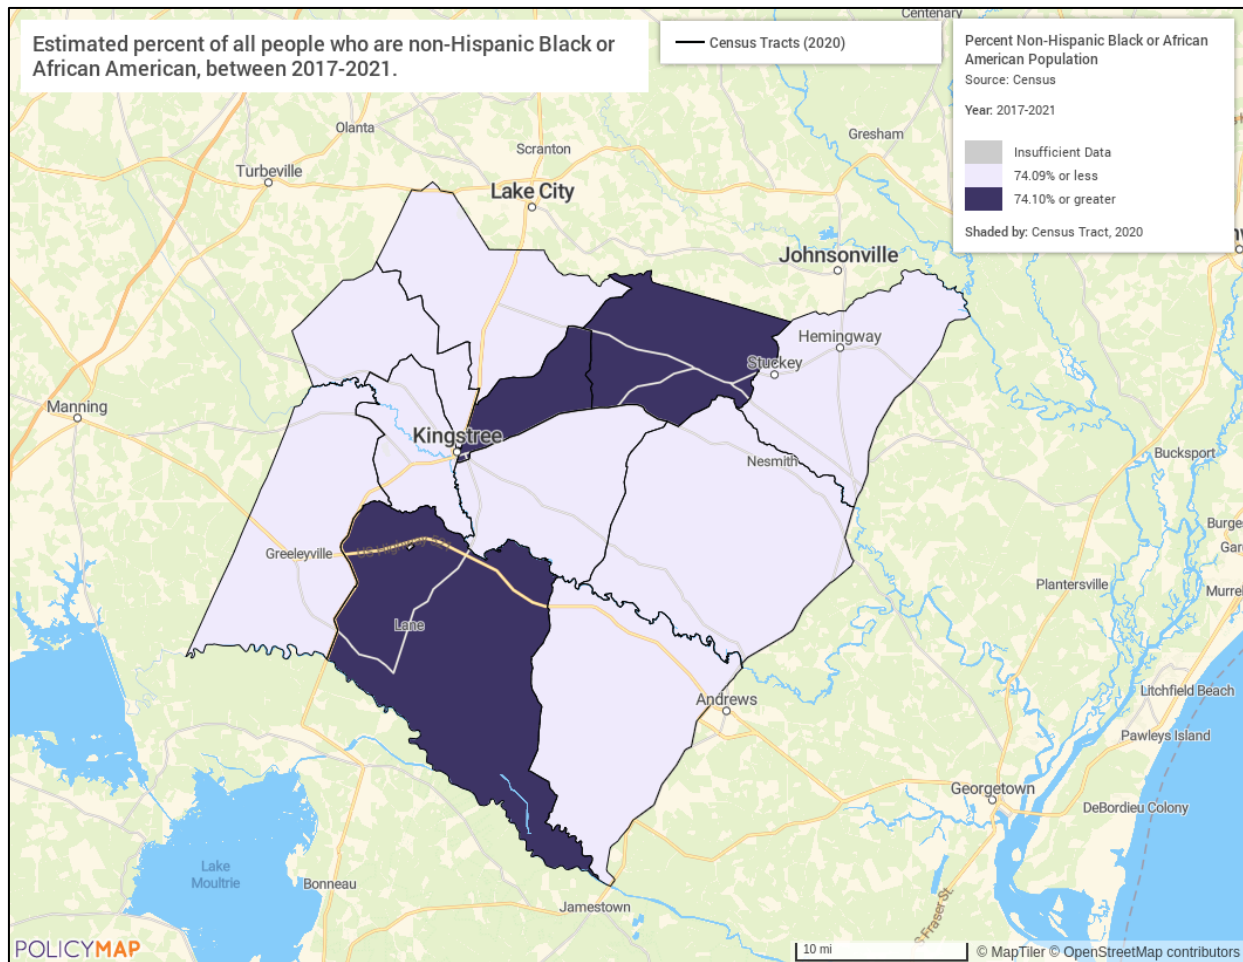 Estimated percent of all people who are non-Hispanic Black or
African American, between 2017-2021.
Census Tracts (2020)
Percent Non-Hispanic Black or African
American Population
Source: Census
Year: 2017-2021
Insufficient Data
74.09% or less
74.10% or greater
Shaded by: Census Tract, 2020
Centenary
Olanta
Gresham
Scranton
Turbeville
Lake City
Johnsonville
Hemingway
Stuckey
Manning
Kingstree
Nesmith
Bucksport
Greeleyville
Plantersville
Lane
Litchfield Beach
Andrews
Pawleys Island
Georgetown
DeBordieu Colony
Lake
Moultrie
Bonneau
Jamestown
S Fraser St.
POLICYMAP
10 mi
© MapTiler © OpenStreetMap contributors